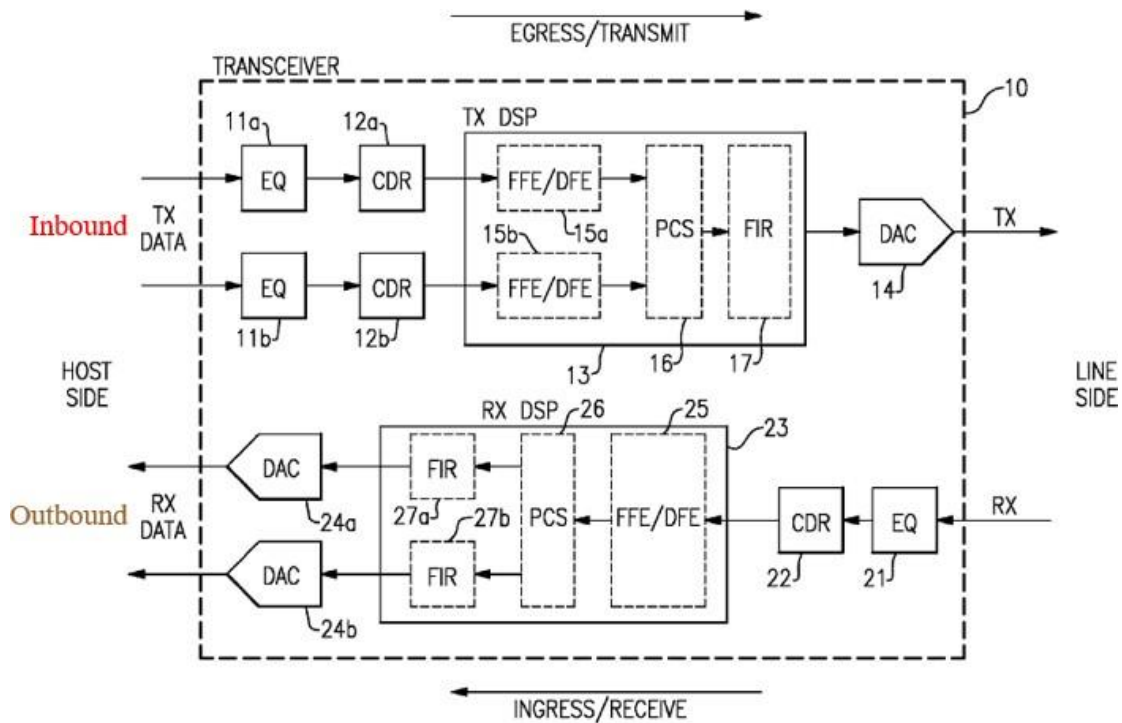 EGRESS/TRANSMIT
TRANSCEIVER
10
11a
12a
TX DSP
EQ
CDR
FFE/DFE
15a
Inbound
TX
DATA
PCS
FIR
DAC
14
TX
15b
EQ
CDR
FFE/DFE
11b
12b
13
16
17
HOST
SIDE
LINE
SIDE
RX DSP
26
25
23
DAC
24a
FIR
27a
Outbound
RX
DATA
27b
PCS
FFE/DFE
CDR
22
EQ
21
RX
DAC
24b
FIR
INGRESS/RECEIVE